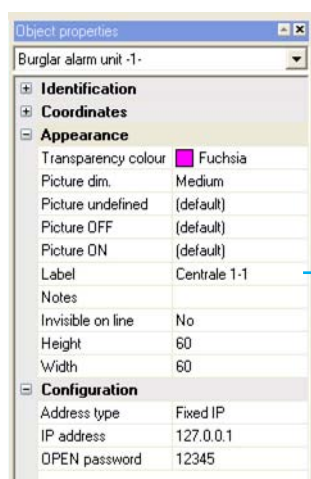 Object properties
Burglar alarm unit -1-
Identification
Coordinates
Appearance
Transparency colour Fuchsia
Picture dim. Medium
Picture undefined (default)
Picture OFF (default)
Picture ON (default)
Label Centrale 1-1
Notes
Invisible on line No
Height 60
Width 60
Configuration
Address type Fixed IP
IP address 127.0.0.1
OPEN password 12345